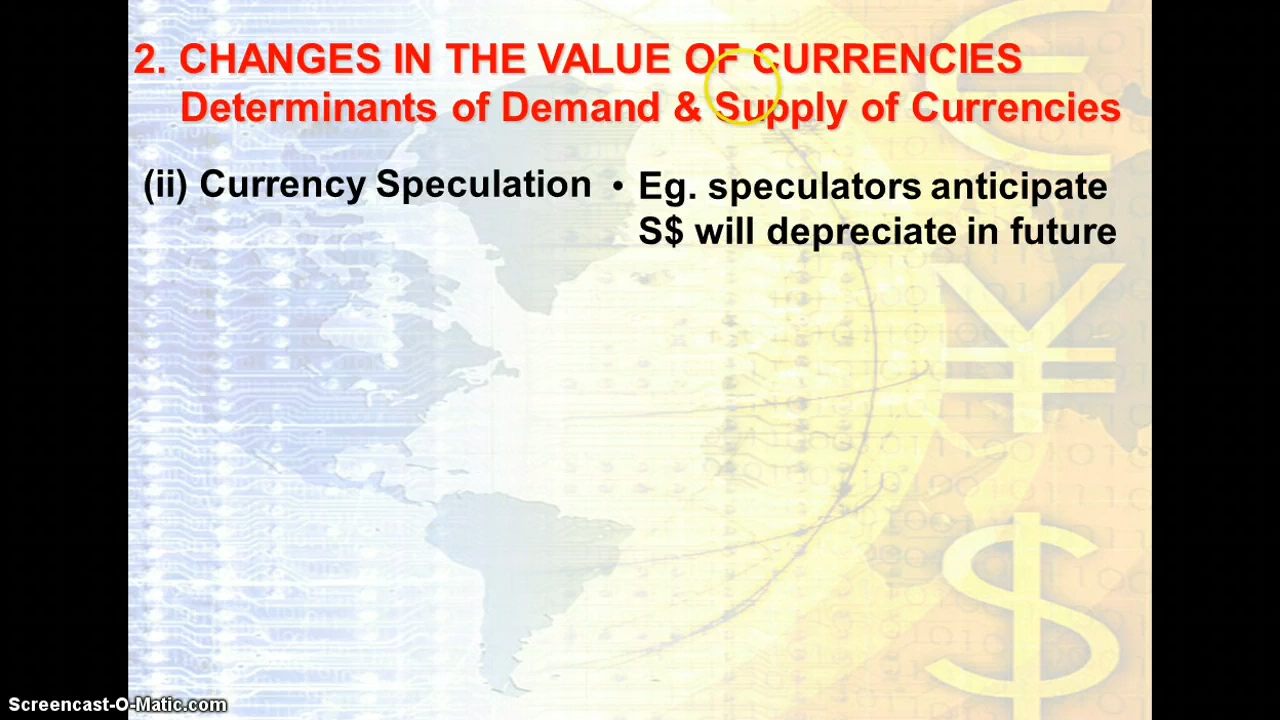 2. CHANGES IN THE VALUE OF CURRENCIES
Determinants of Demand & Supply of Currencies
(ii) Currency Speculation • Eg. speculators anticipate
S$ will depreciate in future
Screencast-O-Matic.com